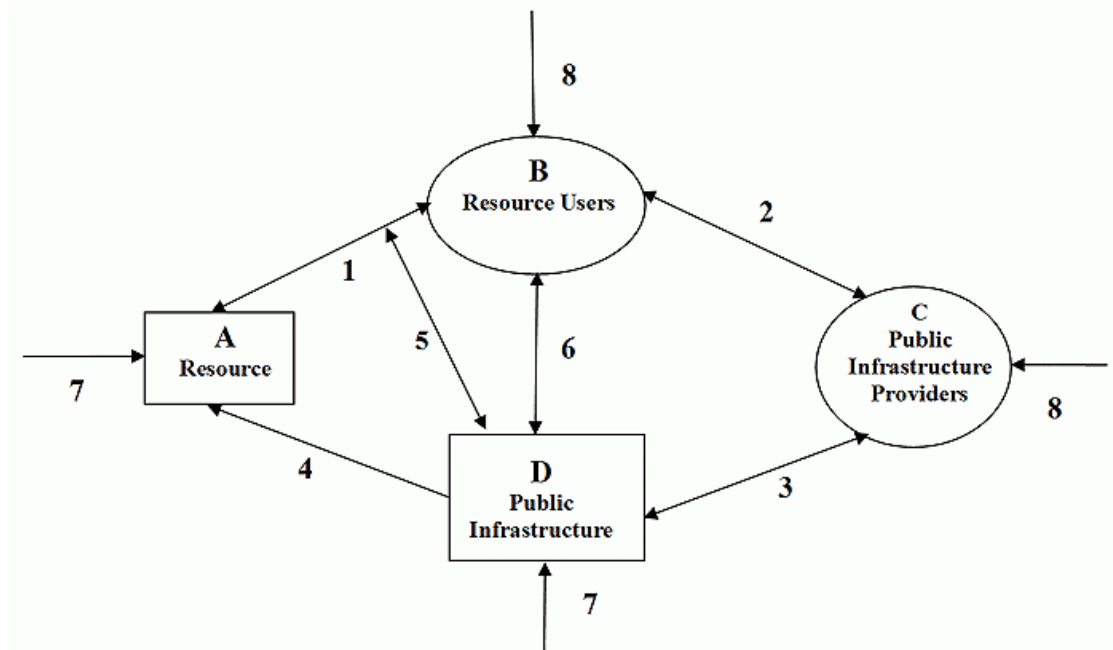 8
B
Resource Users
2
1
A
Resource
5
6
C
Public
Infrastructure
Providers
7
8
4
D
Public
Infrastructure
3
7